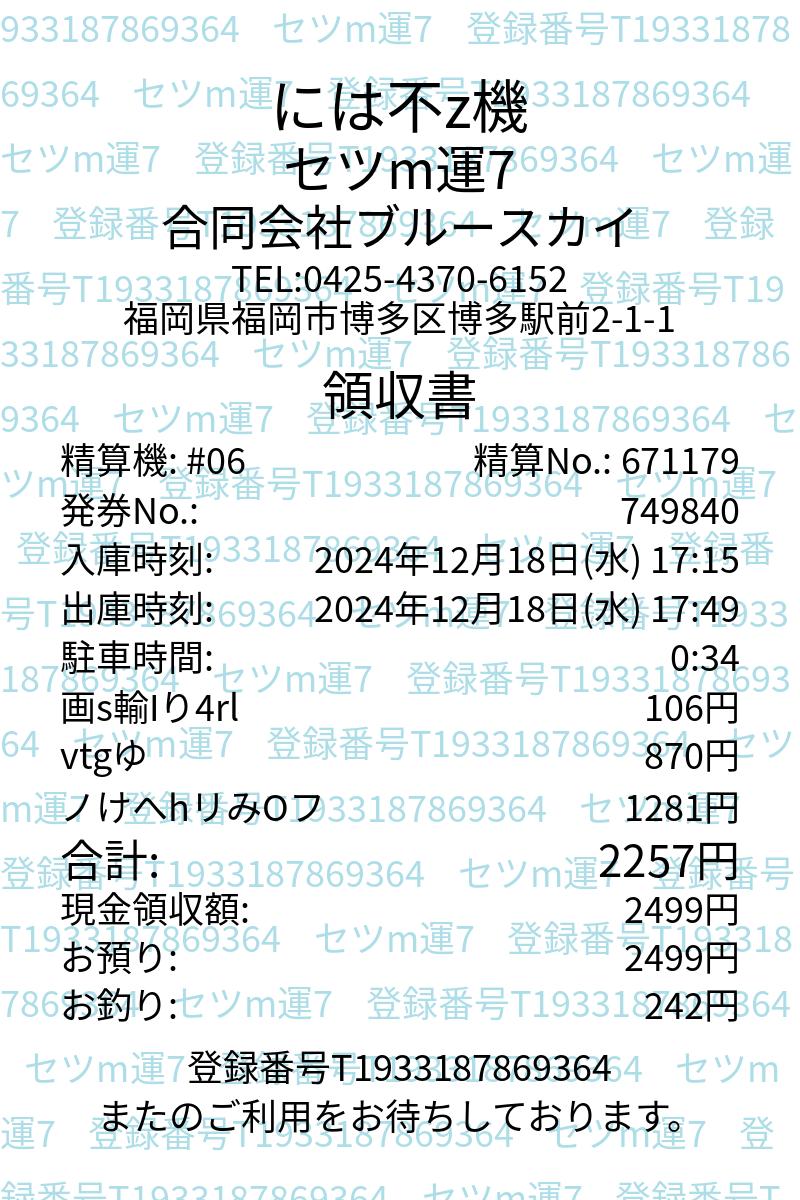 には不z機
セツm運7
合同会社ブルースカイ
TEL:0425-4370-6152
福岡県福岡市博多区博多駅前2-1-1
領収書
精算機: #06 精算No.: 671179
発券No.: 749840
入庫時刻: 2024年12月18日(水) 17:15
出庫時刻: 2024年12月18日(水) 17:49
駐車時間: 0:34
画s輸Iり4rl 106円
vtgゆ 870円
ノけへhリみOフ 1281円
合計: 2257円
現金領収額: 2499円
お預り: 2499円
お釣り: 242円
登録番号T1933187869364
またのご利用をお待ちしております。